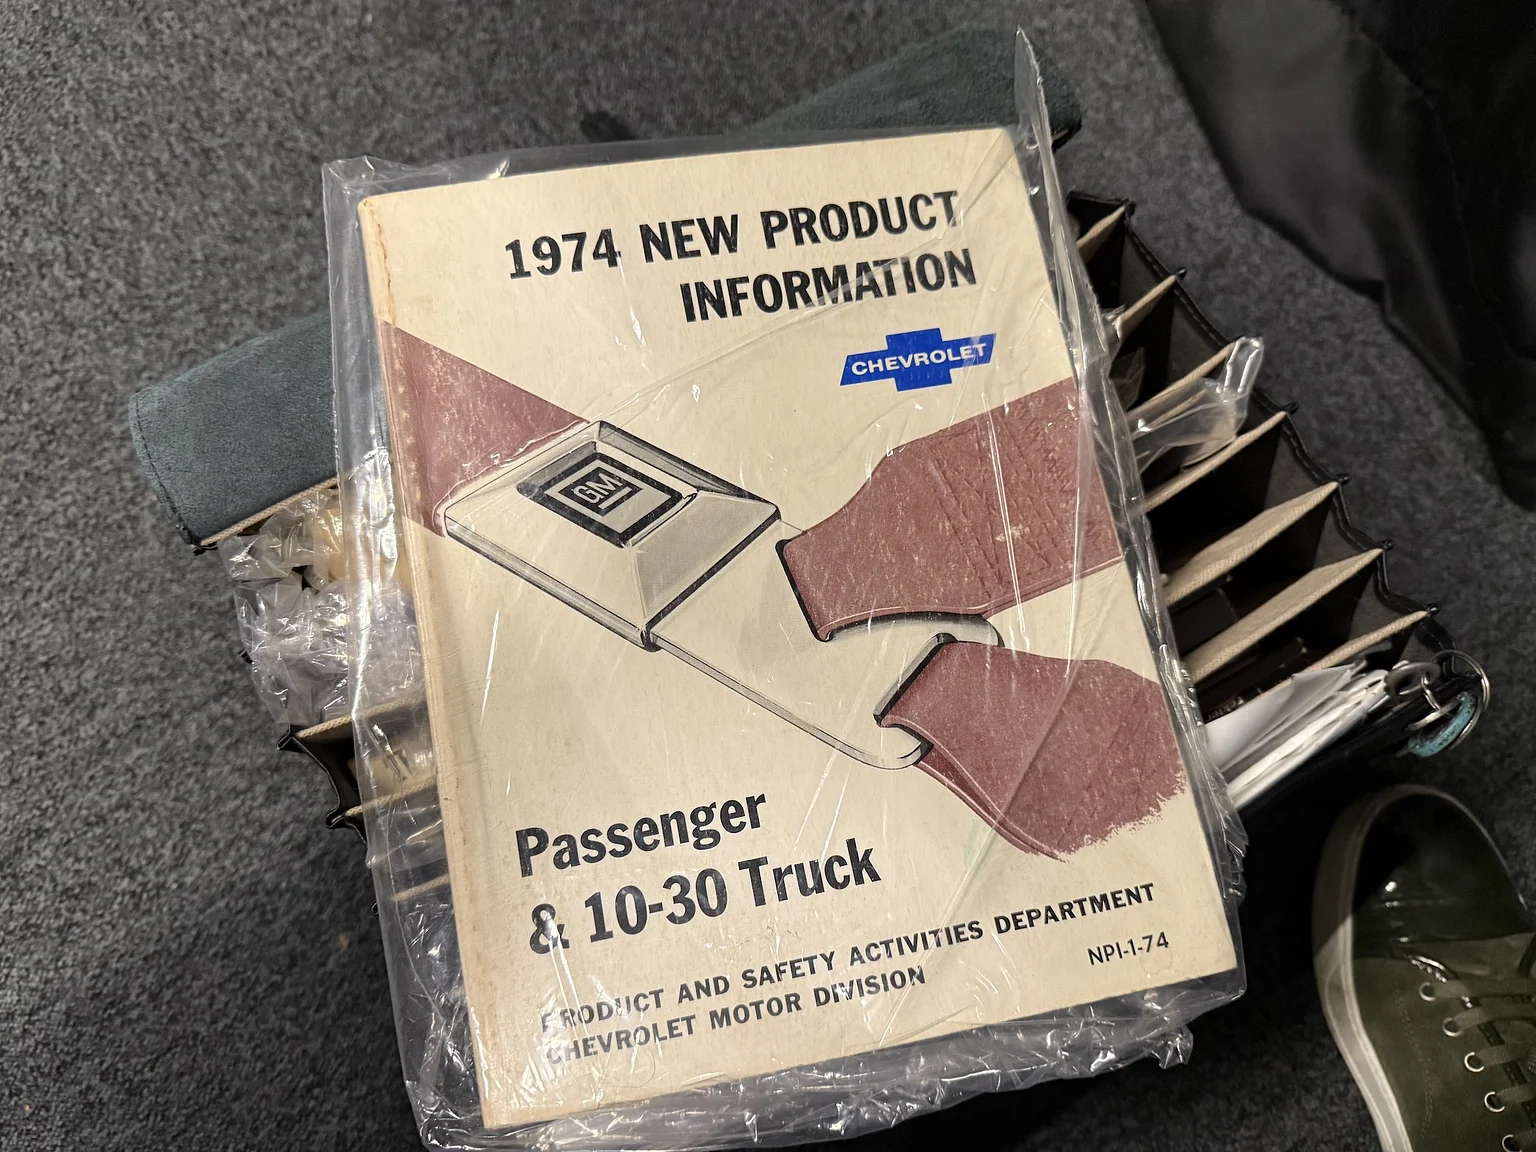 1974 NEW PRODUCT
INFORMATION
CHEVROLET
GM
Passenger
& 10-30 Truck
PRODUCT AND SAFETY ACTIVITIES DEPARTMENT
CHEVROLET MOTOR DIVISION
NPI-1-74